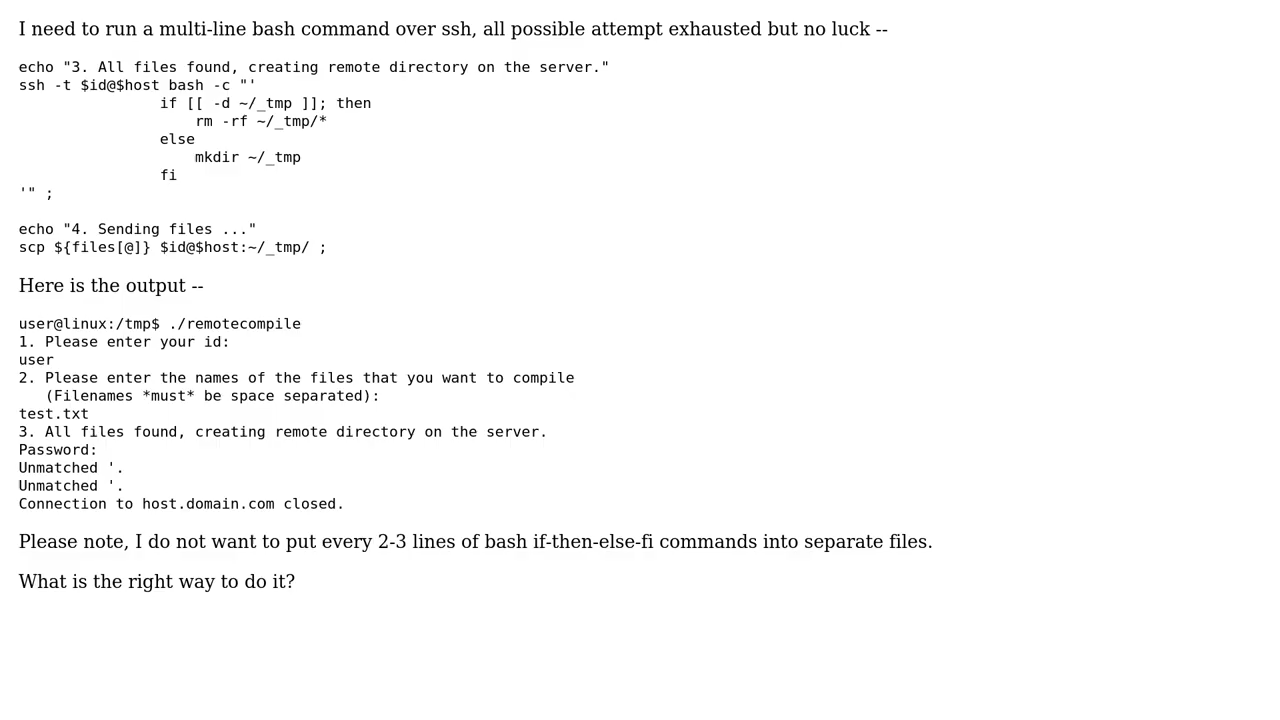 I need to run a multi-line bash command over ssh, all possible attempt exhausted but no luck --
echo "3. All files found, creating remote directory on the server."
ssh -t $id@$host bash -c "'
                if [[ -d ~/_tmp ]]; then
                    rm -rf ~/_tmp/*
                else
                    mkdir ~/_tmp
                fi
'" ;
echo "4. Sending files ..."
scp ${files[@]} $id@$host:~/_tmp/ ;
Here is the output --
user@linux:/tmp$ ./remotecompile
1. Please enter your id:
user
2. Please enter the names of the files that you want to compile
   (Filenames *must* be space separated):
test.txt
3. All files found, creating remote directory on the server.
Password:
Unmatched '.
Unmatched '.
Connection to host.domain.com closed.
Please note, I do not want to put every 2-3 lines of bash if-then-else-fi commands into separate files.
What is the right way to do it?